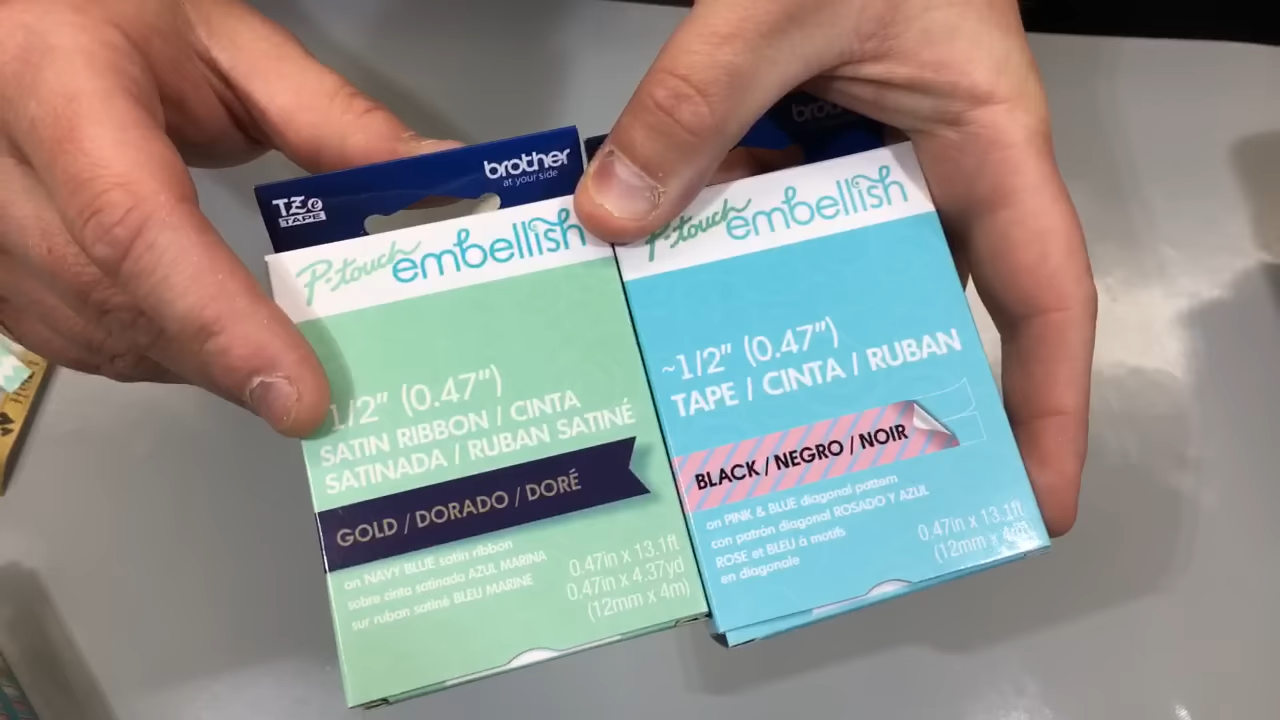 brother
at your side
TZe
TAPE
P-touch embellish
1/2" (0.47")
SATIN RIBBON / CINTA
SATINADA / RUBAN SATINÉ
GOLD / DORADO / DORÉ
on NAVY BLUE satin ribbon
sobre cinta satinada AZUL MARINA
sur ruban satiné BLEU MARINE
0.47in x 13.1ft
0.47in x 4.37yd
(12mm x 4m)
brother
P-touch embellish
~1/2" (0.47")
TAPE / CINTA / RUBAN
BLACK / NEGRO / NOIR
on PINK & BLUE diagonal pattern
con patrón diagonal ROSADO Y AZUL
ROSE et BLEU à motifs
en diagonale
0.47in x 13.1ft
(12mm x 4m)